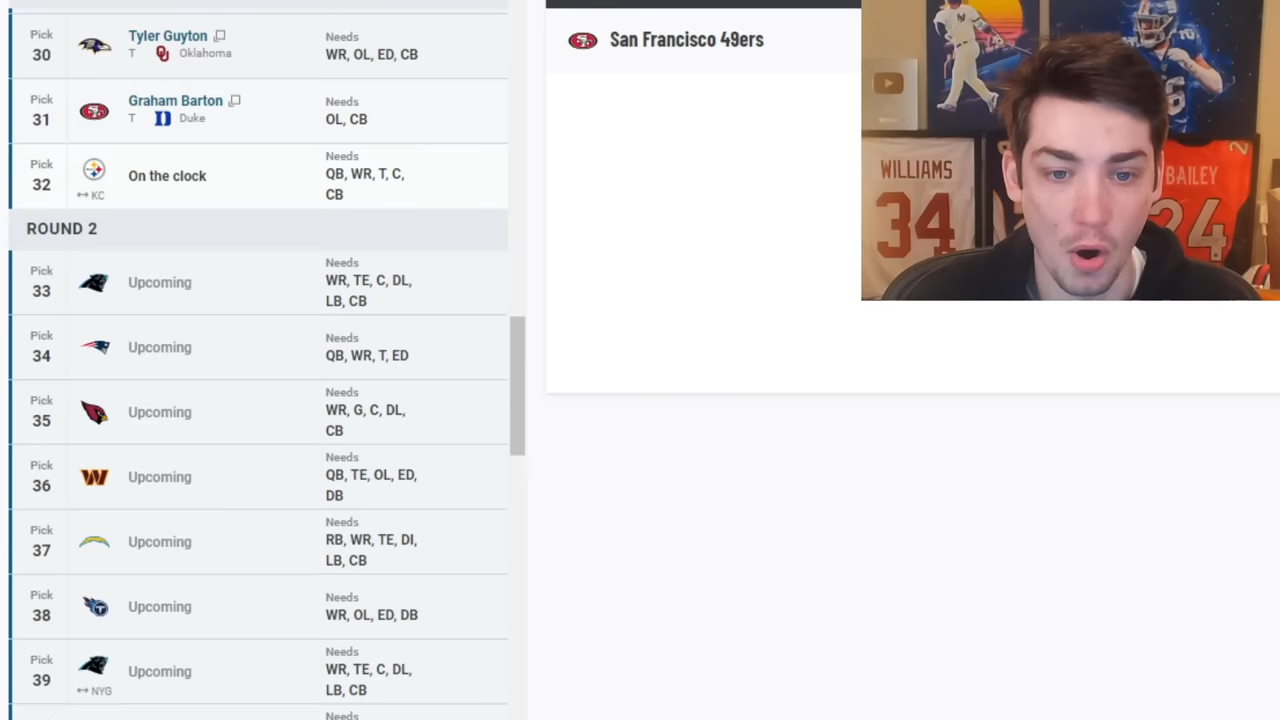 Pick
30
Tyler Guyton
T Oklahoma
Needs
WR, OL, ED, CB
Pick
31
Graham Barton
T Duke
Needs
OL, CB
Pick
32
↔ KC
On the clock
Needs
QB, WR, T, C,
CB
ROUND 2
Pick
33
Upcoming
Needs
WR, TE, C, DL,
LB, CB
Pick
34
Upcoming
Needs
QB, WR, T, ED
Pick
35
Upcoming
Needs
WR, G, C, DL,
CB
Pick
36
W
Upcoming
Needs
QB, TE, OL, ED,
DB
Pick
37
Upcoming
Needs
RB, WR, TE, DI,
LB, CB
Pick
38
Upcoming
Needs
WR, OL, ED, DB
Pick
39
↔ NYG
Upcoming
Needs
WR, TE, C, DL,
LB, CB
Needs
San Francisco 49ers
WILLIAMS
34
BAILEY
24
2